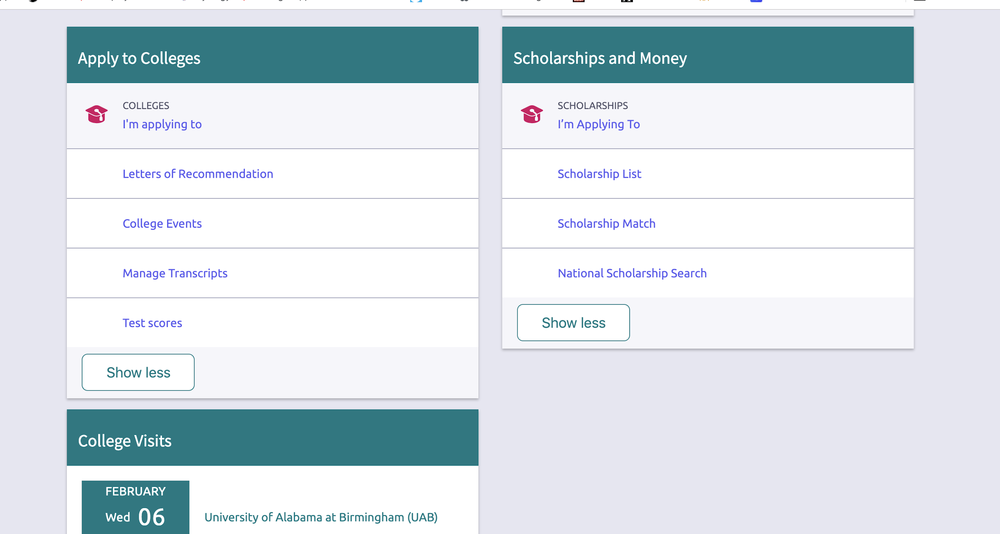 Apply to Colleges
COLLEGES
I'm applying to
Letters of Recommendation
College Events
Manage Transcripts
Test scores
Show less
Scholarships and Money
SCHOLARSHIPS
I’m Applying To
Scholarship List
Scholarship Match
National Scholarship Search
Show less
College Visits
FEBRUARY
Wed 06
University of Alabama at Birmingham (UAB)